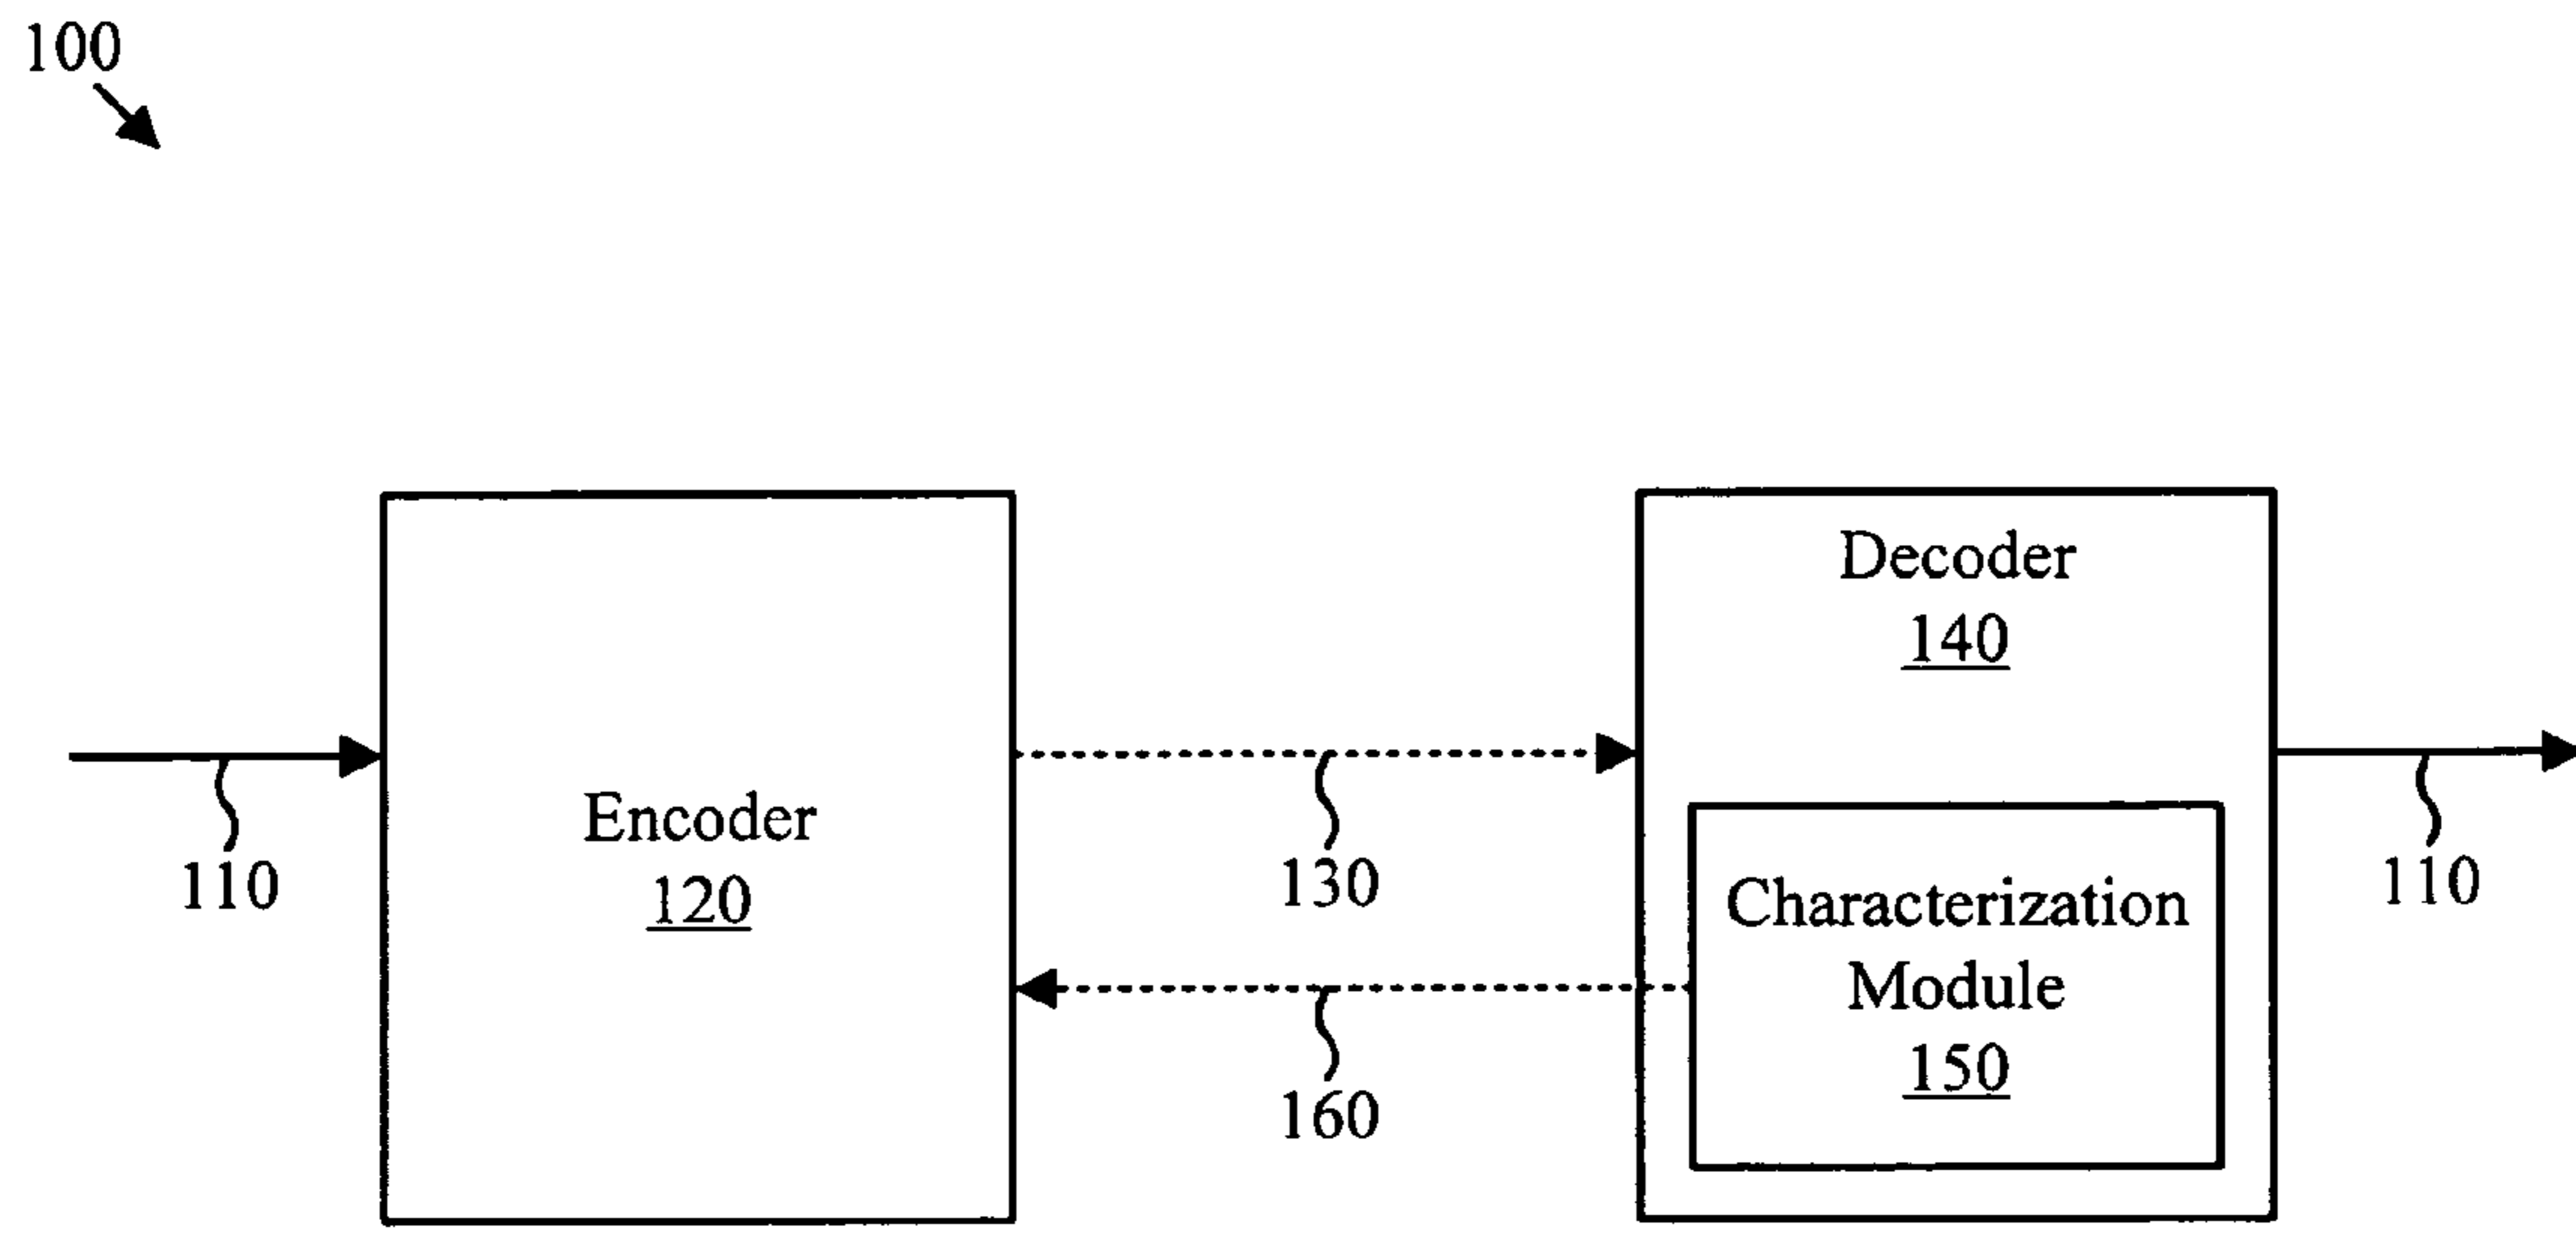 100
Decoder
140
Encoder
120
110
130
Characterization
Module
150
110
160